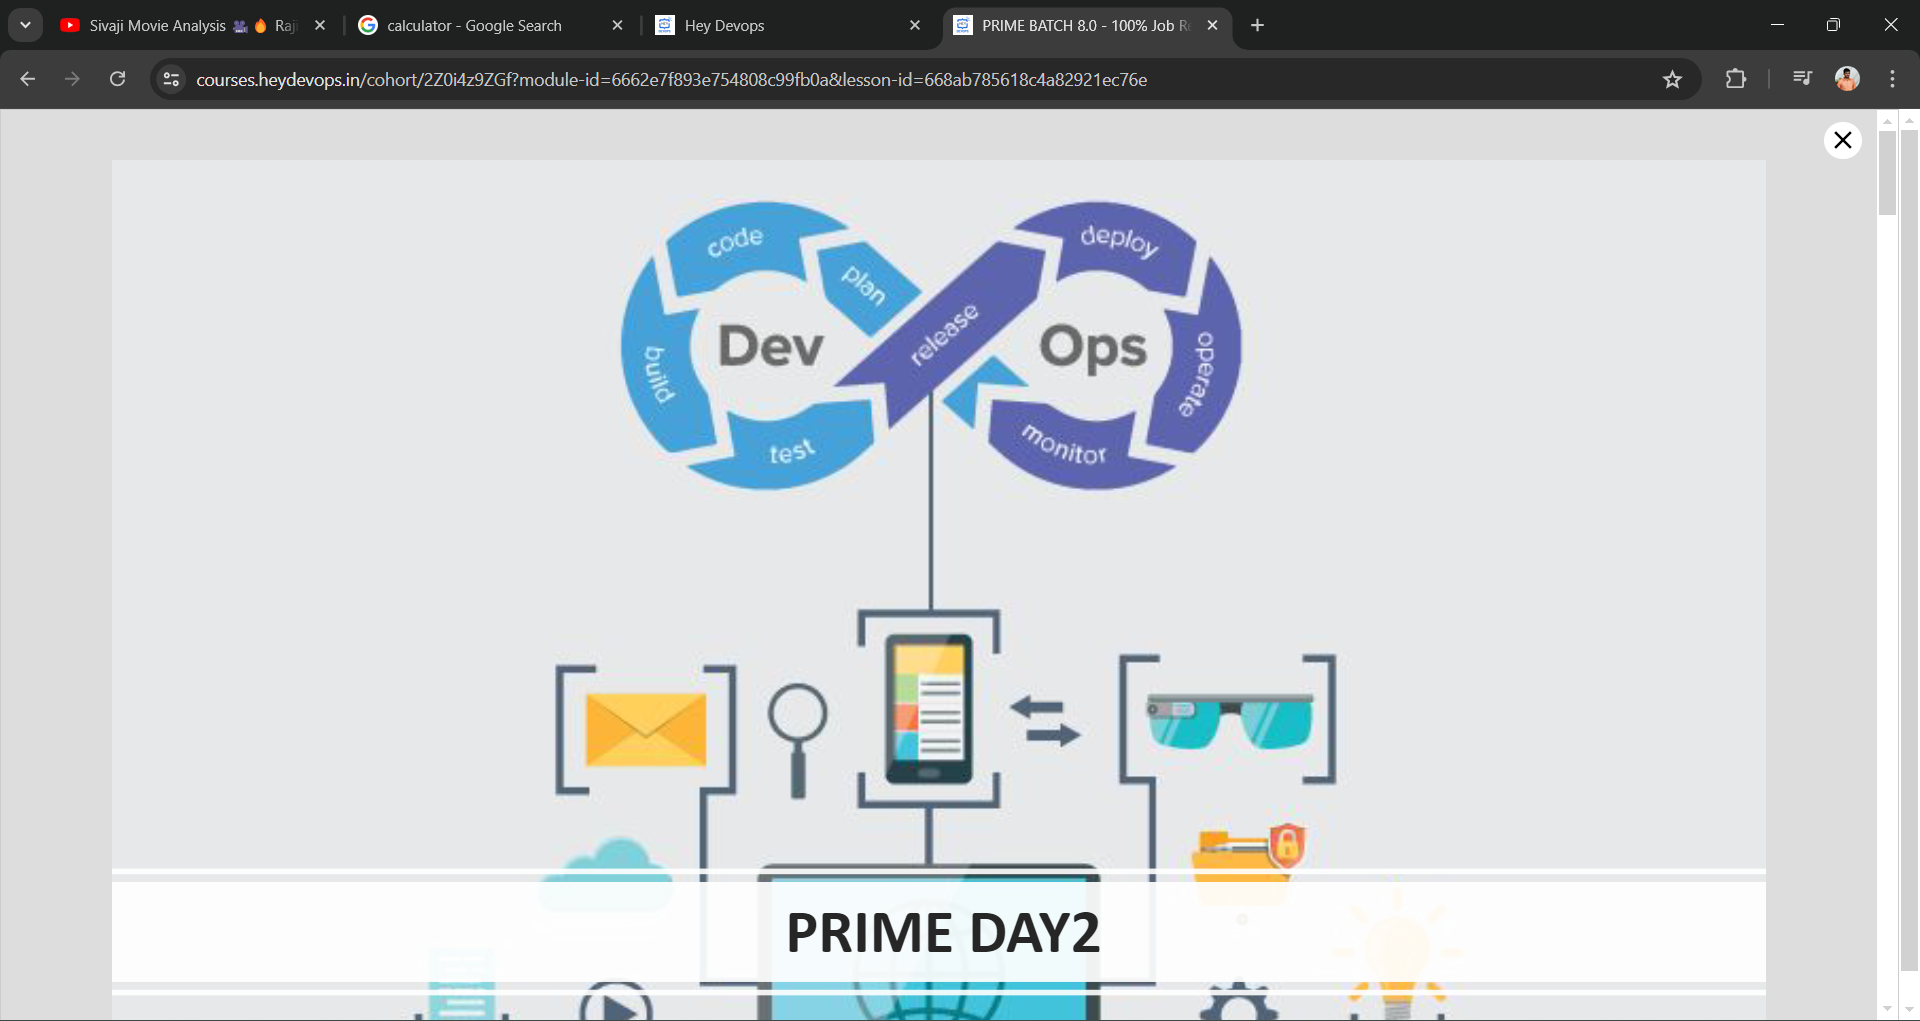 Sivaji Movie Analysis
calculator - Google Search
Hey Devops
PRIME BATCH 8.0 - 100% Job
courses.heydevops.in/cohort/2Z0i4z9ZGf?module-id=6662e7f893e754808c99fb0a&lesson-id=668ab785618c4a82921ec76e
code
plan
build
Dev
test
release
deploy
Ops
operate
monitor
PRIME DAY2